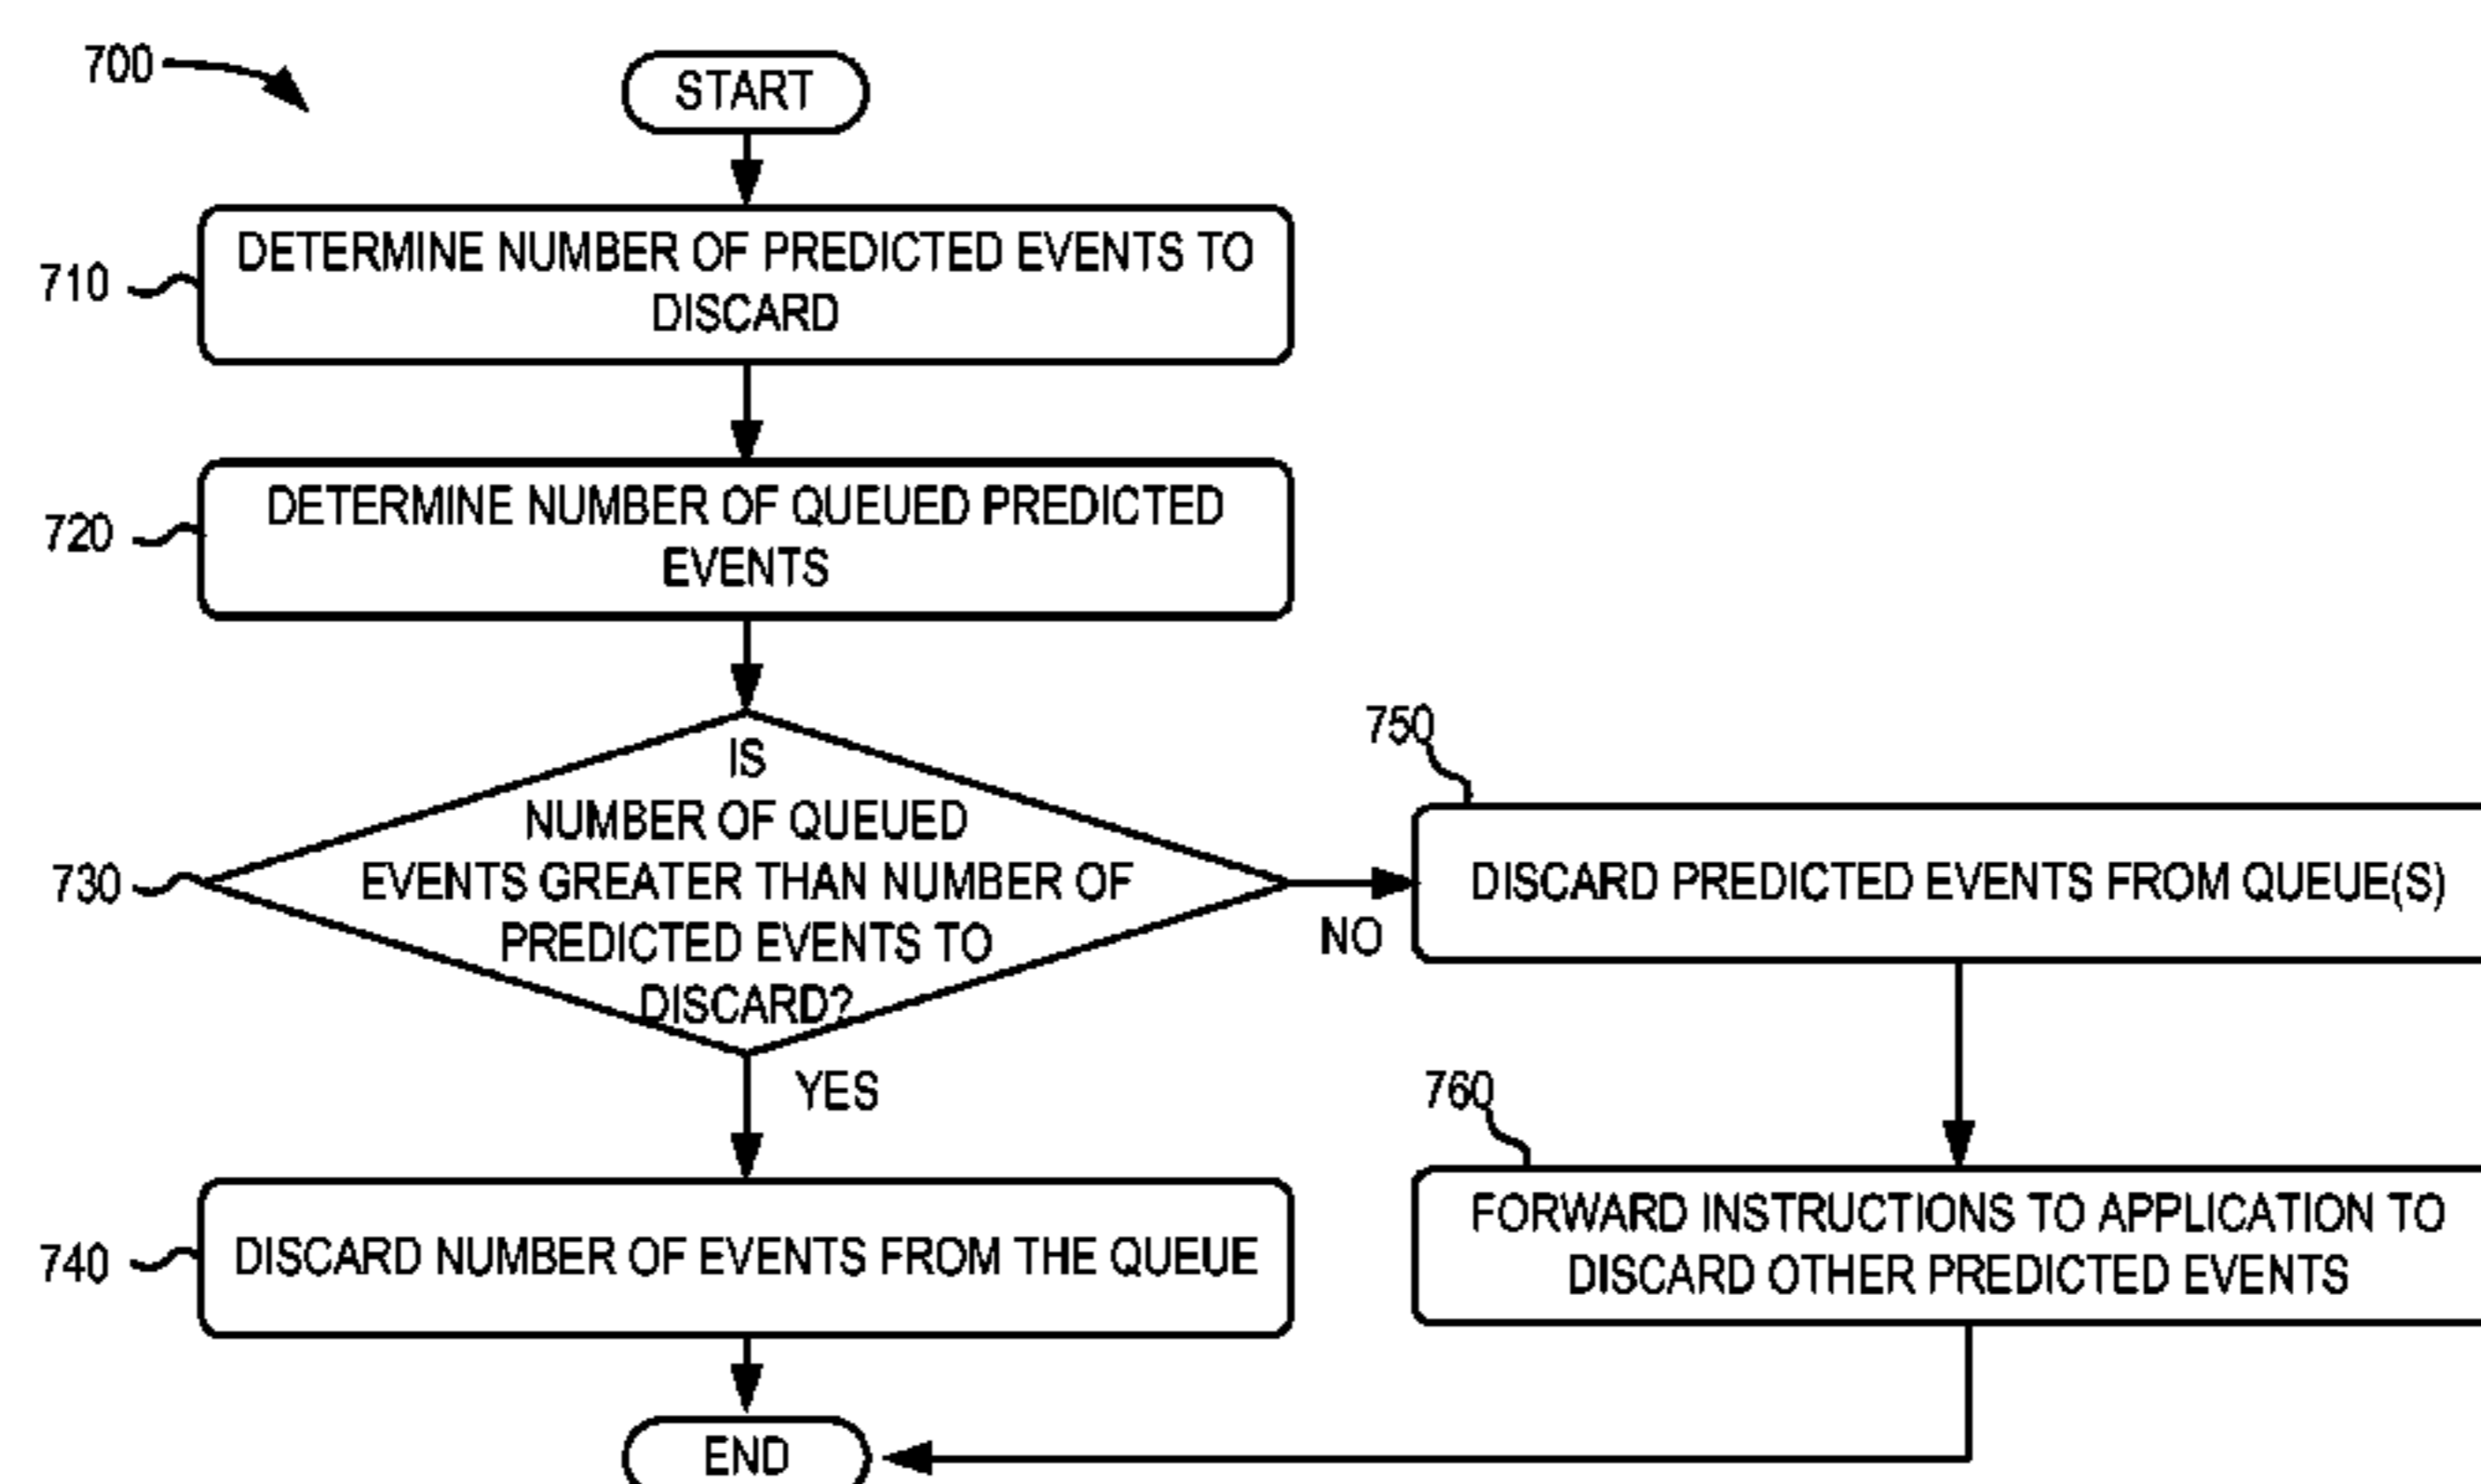 700
START
710
DETERMINE NUMBER OF PREDICTED EVENTS TO
DISCARD
720
DETERMINE NUMBER OF QUEUED PREDICTED
EVENTS
730
IS
NUMBER OF QUEUED
EVENTS GREATER THAN NUMBER OF
PREDICTED EVENTS TO
DISCARD?
NO
750
DISCARD PREDICTED EVENTS FROM QUEUE(S)
YES
760
FORWARD INSTRUCTIONS TO APPLICATION TO
DISCARD OTHER PREDICTED EVENTS
740
DISCARD NUMBER OF EVENTS FROM THE QUEUE
END